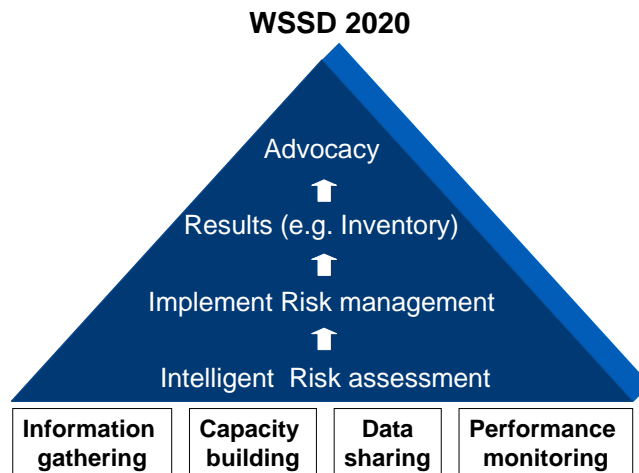 WSSD 2020
Advocacy
Results (e.g. Inventory)
Implement Risk management
Intelligent Risk assessment
Information gathering
Capacity building
Data sharing
Performance monitoring